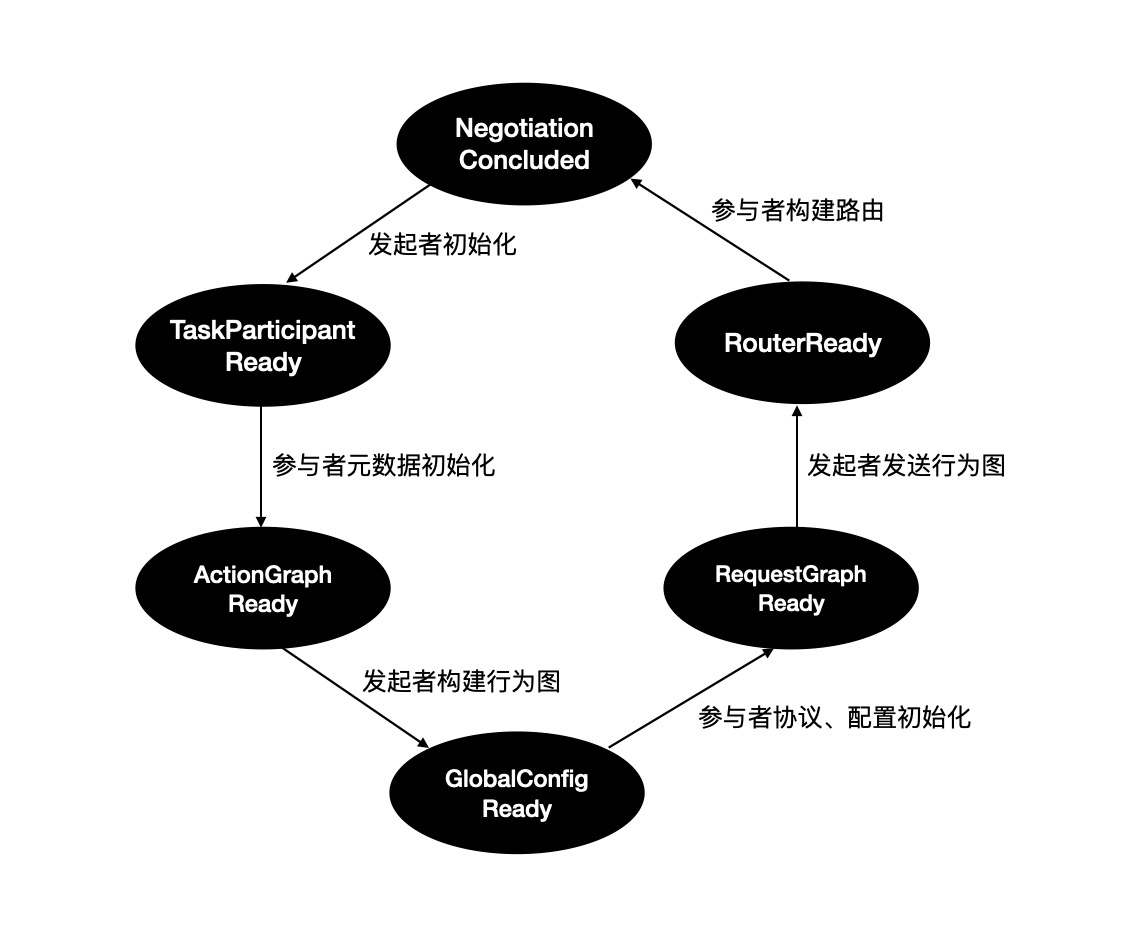 Negotiation
Concluded
参与者构建路由
发起者初始化
TaskParticipant
Ready
RouterReady
参与者元数据初始化
发起者发送行为图
ActionGraph
Ready
RequestGraph
Ready
发起者构建行为图
参与者协议、配置初始化
GlobalConfig
Ready